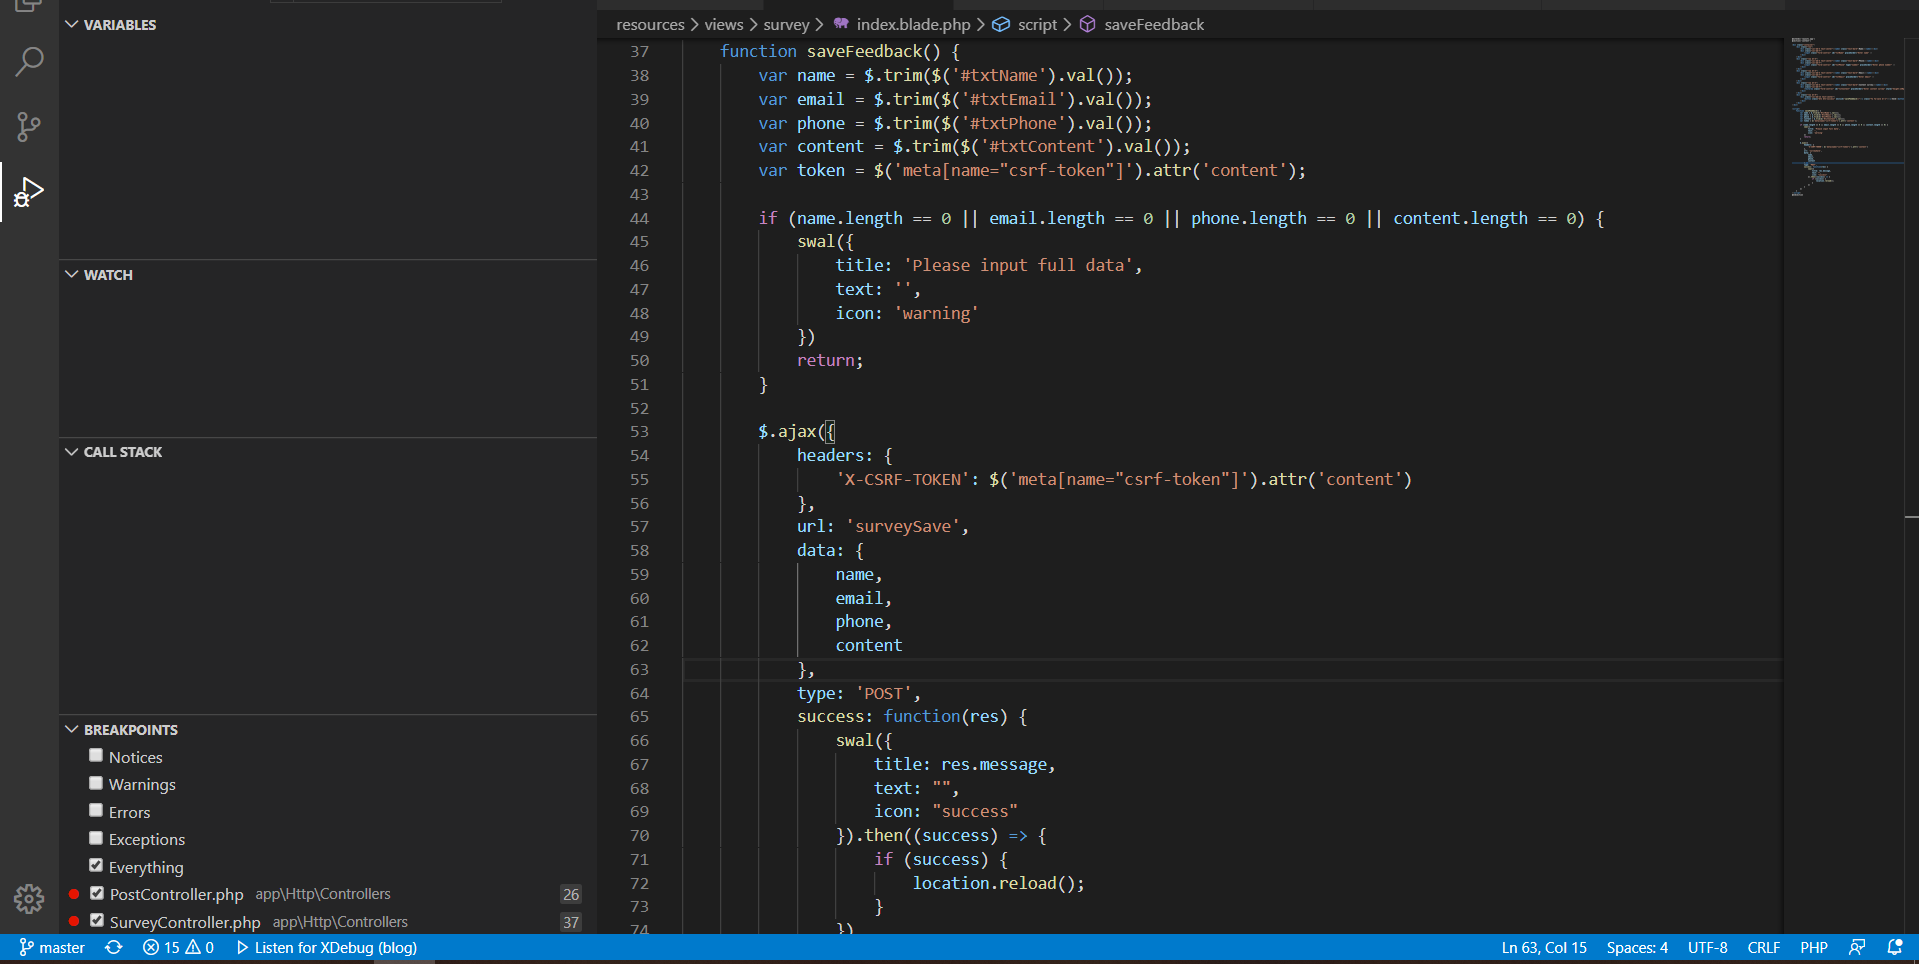 VARIABLES
WATCH
CALL STACK
BREAKPOINTS
Notices
Warnings
Errors
Exceptions
Everything
PostController.php app\Http\Controllers 26
SurveyController.php app\Http\Controllers 37
resources > views > survey > index.blade.php > script > saveFeedback
37 function saveFeedback() {
38 var name = $.trim($('#txtName').val());
39 var email = $.trim($('#txtEmail').val());
40 var phone = $.trim($('#txtPhone').val());
41 var content = $.trim($('#txtContent').val());
42 var token = $('meta[name="csrf-token"]').attr('content');
43
44 if (name.length == 0 || email.length == 0 || phone.length == 0 || content.length == 0) {
45 swal({
46 title: 'Please input full data',
47 text: '',
48 icon: 'warning'
49 })
50 return;
51 }
52
53 $.ajax({
54 headers: {
55 'X-CSRF-TOKEN': $('meta[name="csrf-token"]').attr('content')
56 },
57 url: 'surveySave',
58 data: {
59 name,
60 email,
61 phone,
62 content
63 },
64 type: 'POST',
65 success: function(res) {
66 swal({
67 title: res.message,
68 text: "",
69 icon: "success"
70 }).then((success) => {
71 if (success) {
72 location.reload();
73 }
74 })
master 15 0 Listen for XDebug (blog) Ln 63, Col 15 Spaces: 4 UTF-8 CRLF PHP